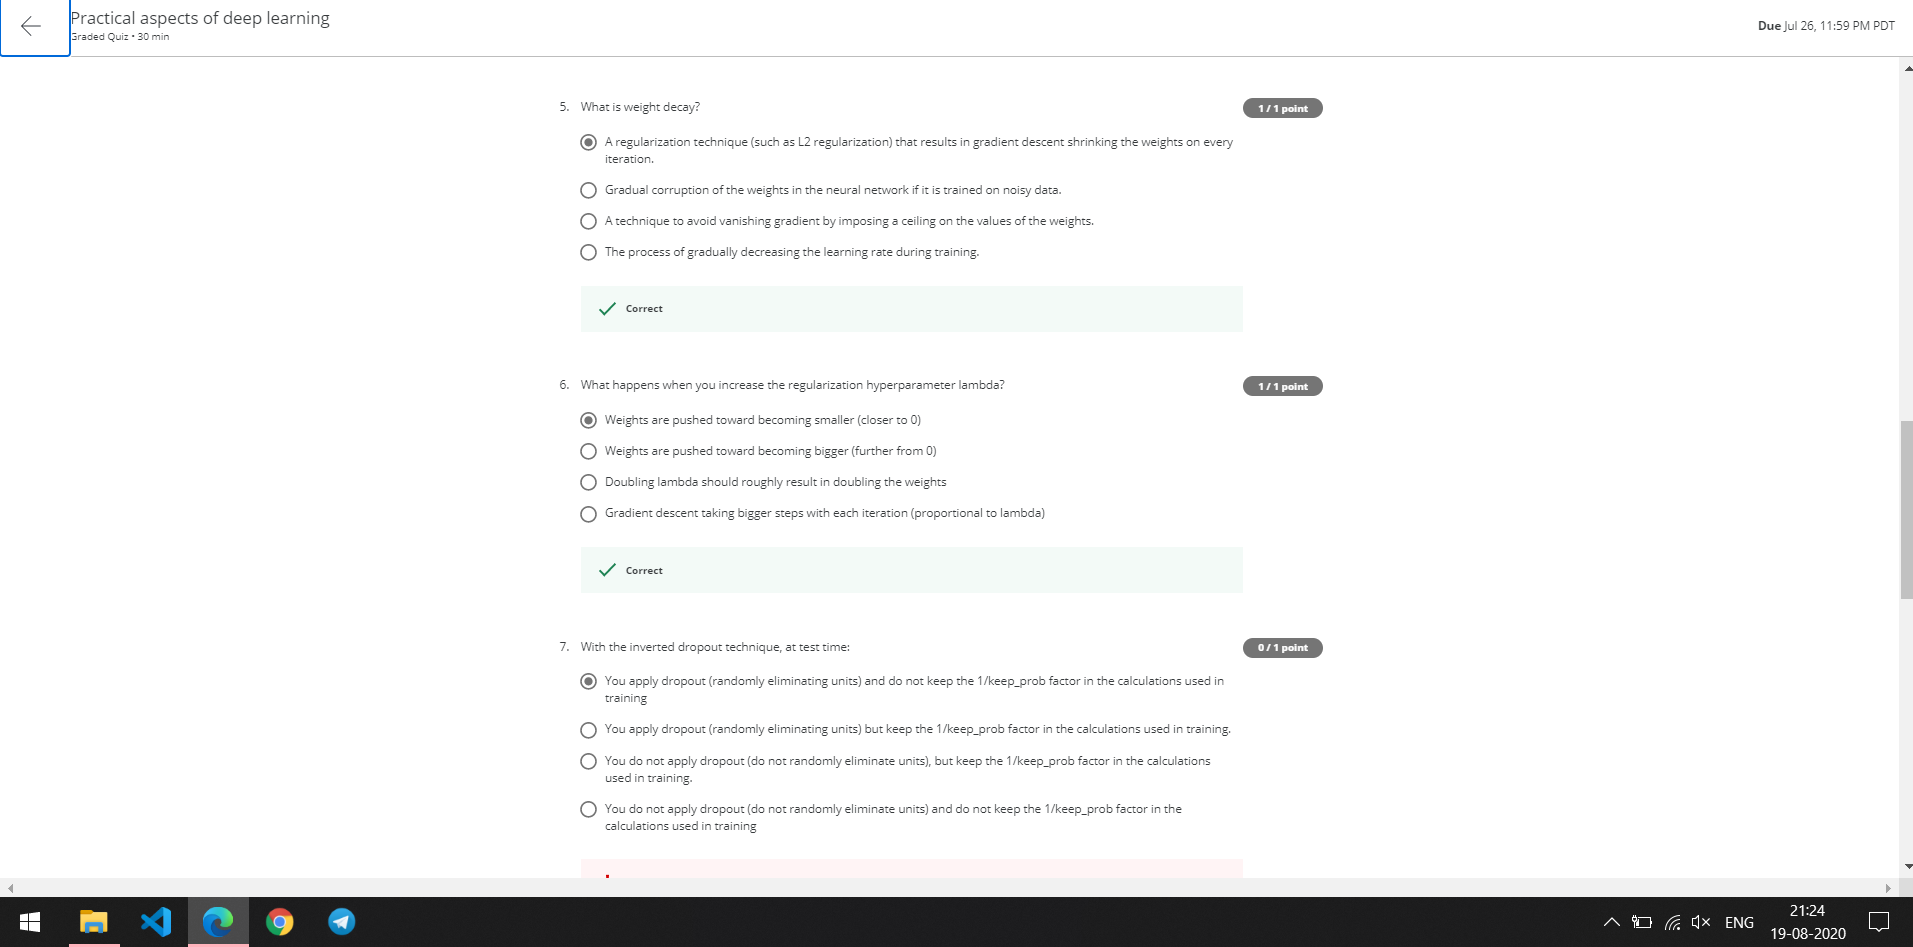 Practical aspects of deep learning
Graded Quiz • 30 min
Due Jul 26, 11:59 PM PDT
5. What is weight decay?
1 / 1 point
A regularization technique (such as L2 regularization) that results in gradient descent shrinking the weights on every
iteration.
Gradual corruption of the weights in the neural network if it is trained on noisy data.
A technique to avoid vanishing gradient by imposing a ceiling on the values of the weights.
The process of gradually decreasing the learning rate during training.
Correct
6. What happens when you increase the regularization hyperparameter lambda?
1 / 1 point
Weights are pushed toward becoming smaller (closer to 0)
Weights are pushed toward becoming bigger (further from 0)
Doubling lambda should roughly result in doubling the weights
Gradient descent taking bigger steps with each iteration (proportional to lambda)
Correct
7. With the inverted dropout technique, at test time:
0 / 1 point
You apply dropout (randomly eliminating units) and do not keep the 1/keep_prob factor in the calculations used in
training
You apply dropout (randomly eliminating units) but keep the 1/keep_prob factor in the calculations used in training.
You do not apply dropout (do not randomly eliminate units), but keep the 1/keep_prob factor in the calculations
used in training.
You do not apply dropout (do not randomly eliminate units) and do not keep the 1/keep_prob factor in the
calculations used in training
ENG
21:24
19-08-2020